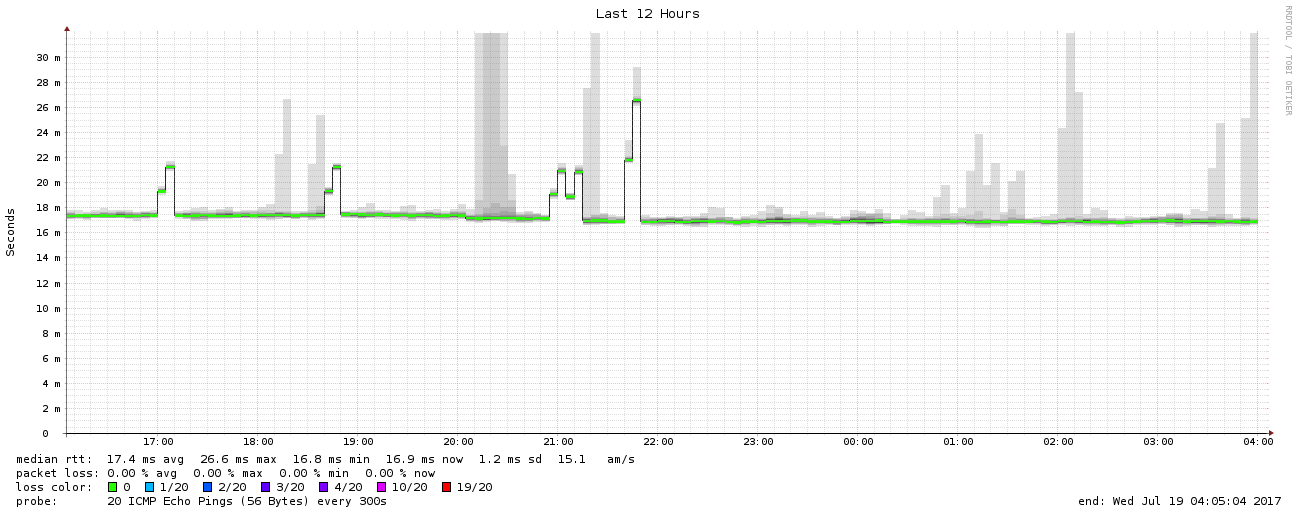 Last 12 Hours
RRDTOOL / TOBI OETIKER
Seconds
30 m
28 m
26 m
24 m
22 m
20 m
18 m
16 m
14 m
12 m
10 m
8 m
6 m
4 m
2 m
0
17:00 18:00 19:00 20:00 21:00 22:00 23:00 00:00 01:00 02:00 03:00 04:00
median rtt: 17.4 ms avg 26.6 ms max 16.8 ms min 16.9 ms now 1.2 ms sd 15.1 am/s
packet loss: 0.00 % avg 0.00 % max 0.00 % min 0.00 % now
loss color: 0 1/20 2/20 3/20 4/20 10/20 19/20
probe: 20 ICMP Echo Pings (56 Bytes) every 300s end: Wed Jul 19 04:05:04 2017